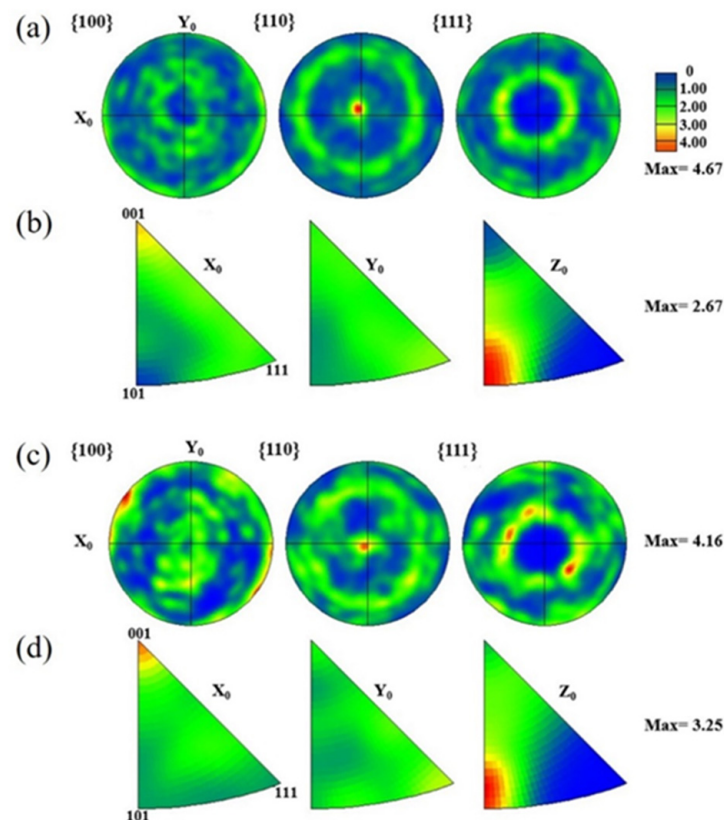 (a) {100} Y₀ {110} {111}
X₀
0
1.00
2.00
3.00
4.00
Max= 4.67
(b) 001
X₀ Y₀ Z₀
Max= 2.67
111
101
(c) {100} Y₀ {110} {111}
X₀ Max= 4.16
(d) 001
X₀ Y₀ Z₀
Max= 3.25
111
101